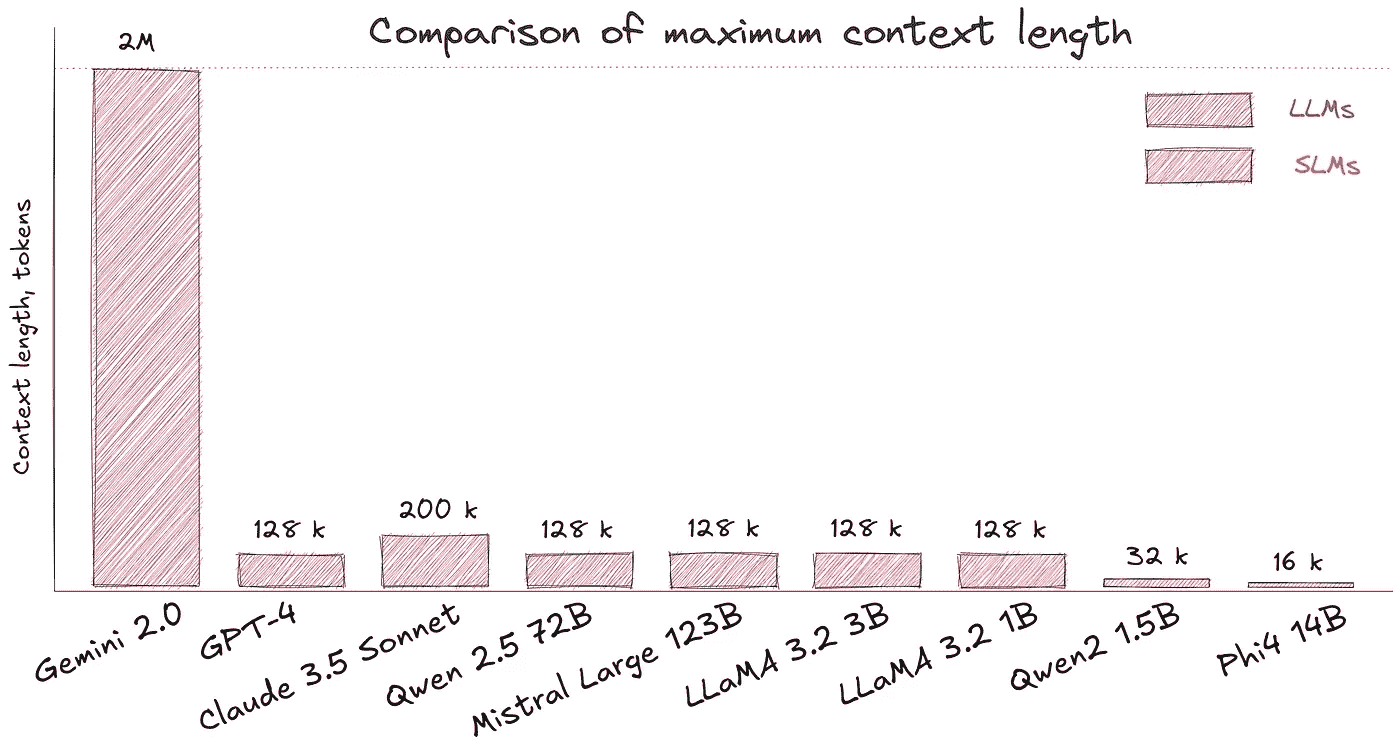 Comparison of maximum context length
2M
LLMs
SLMs
Context length, tokens
128 k
200 k
128 k
128 k
128 k
128 k
32 k
16 k
Gemini 2.0
GPT-4
Claude 3.5 Sonnet
Qwen 2.5 72B
Mistral Large 123B
LLaMA 3.2 3B
LLaMA 3.2 1B
Qwen2 1.5B
Phi4 14B